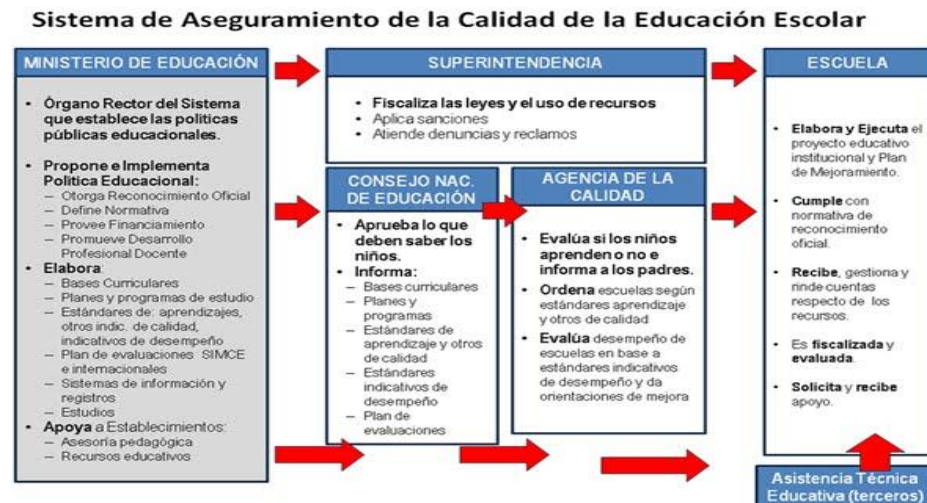 Sistema de Aseguramiento de la Calidad de la Educación Escolar
MINISTERIO DE EDUCACIÓN
• Órgano Rector del Sistema
que establece las políticas
públicas educacionales.
• Propone e Implementa
Política Educacional:
– Otorga Reconocimiento Oficial
– Define Normativa
– Provee Financiamiento
– Promueve Desarrollo
Profesional Docente
• Elabora:
– Bases Curriculares
– Planes y programas de estudio
– Estándares de: aprendizajes,
otros indic. de calidad,
indicativos de desempeño
– Plan de evaluaciones SIMCE
e internacionales
– Sistemas de información y
registros
– Estudios
• Apoya a Establecimientos:
– Asesoría pedagógica
– Recursos educativos
SUPERINTENDENCIA
• Fiscaliza las leyes y el uso de recursos
• Aplica sanciones
• Atiende denuncias y reclamos
CONSEJO NAC.
DE EDUCACIÓN
• Aprueba lo que
deben saber los
niños.
• Informa:
– Bases curriculares
– Planes y
programas
– Estándares de
aprendizaje y otros
de calidad
– Estándares
indicativos de
desempeño
– Plan de
evaluaciones
AGENCIA DE LA
CALIDAD
• Evalúa si los niños
aprenden o no e
informa a los padres.
• Ordena escuelas según
estándares aprendizaje
y otros de calidad
• Evalúa desempeño de
escuelas en base a
estándares indicativos
de desempeño y da
orientaciones de mejora
ESCUELA
• Elabora y Ejecuta el
proyecto educativo
institucional y Plan
de Mejoramiento.
• Cumple con
normativa de
reconocimiento
oficial.
• Recibe, gestiona y
rinde cuentas
respecto de los
recursos.
• Es fiscalizada y
evaluada.
• Solicita y recibe
apoyo.
Asistencia Técnica
Educativa (terceros)